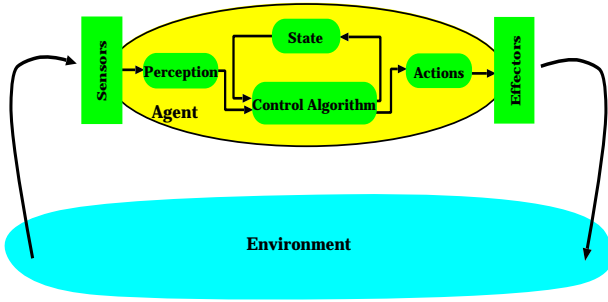 Sensors
Perception
State
Control Algorithm
Actions
Effectors
Agent
Environment